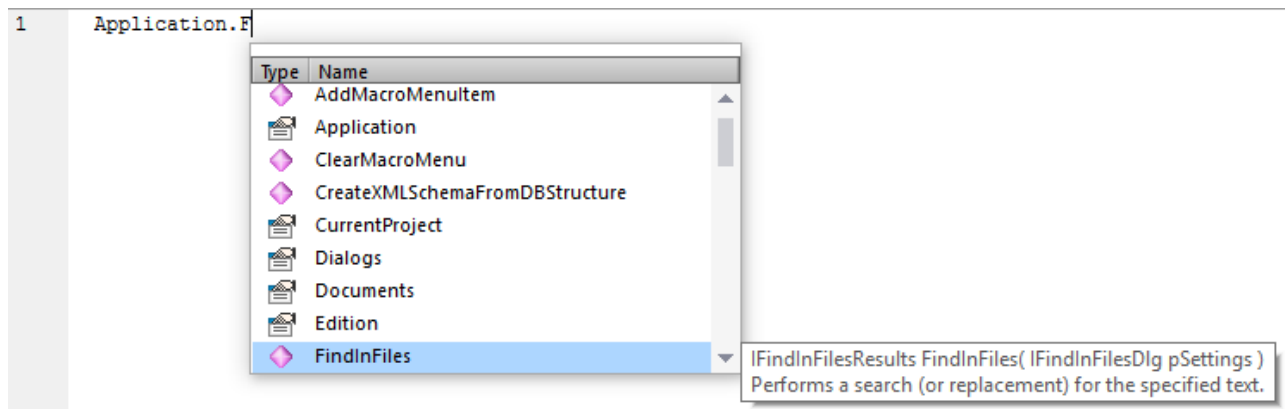 1 Application.F
Type Name
AddMacroMenuItem
Application
ClearMacroMenu
CreateXMLSchemaFromDBStructure
CurrentProject
Dialogs
Documents
Edition
FindInFiles
IFindInFilesResults FindInFiles( IFindInFilesDlg pSettings )
Performs a search (or replacement) for the specified text.